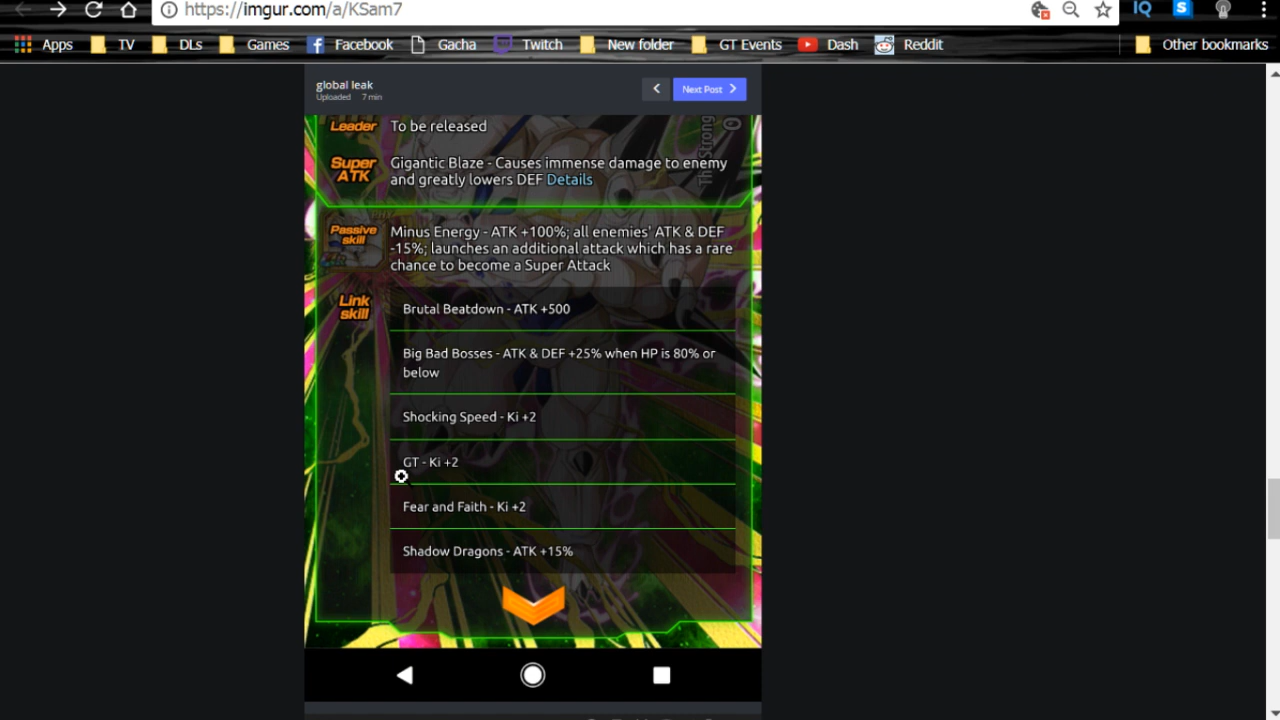 https://imgur.com/a/KSam7
IQ
S
Apps TV DLs Games Facebook Gacha Twitch New folder GT Events Dash Reddit Other bookmarks
global leak
Uploaded 7 min
Next Post
Leader To be released
The Strong
Super ATK Gigantic Blaze - Causes immense damage to enemy
and greatly lowers DEF Details
Passive skill Minus Energy - ATK +100%; all enemies' ATK & DEF
-15%; launches an additional attack which has a rare
chance to become a Super Attack
Link skill
Brutal Beatdown - ATK +500
Big Bad Bosses - ATK & DEF +25% when HP is 80% or
below
Shocking Speed - Ki +2
GT - Ki +2
Fear and Faith - Ki +2
Shadow Dragons - ATK +15%